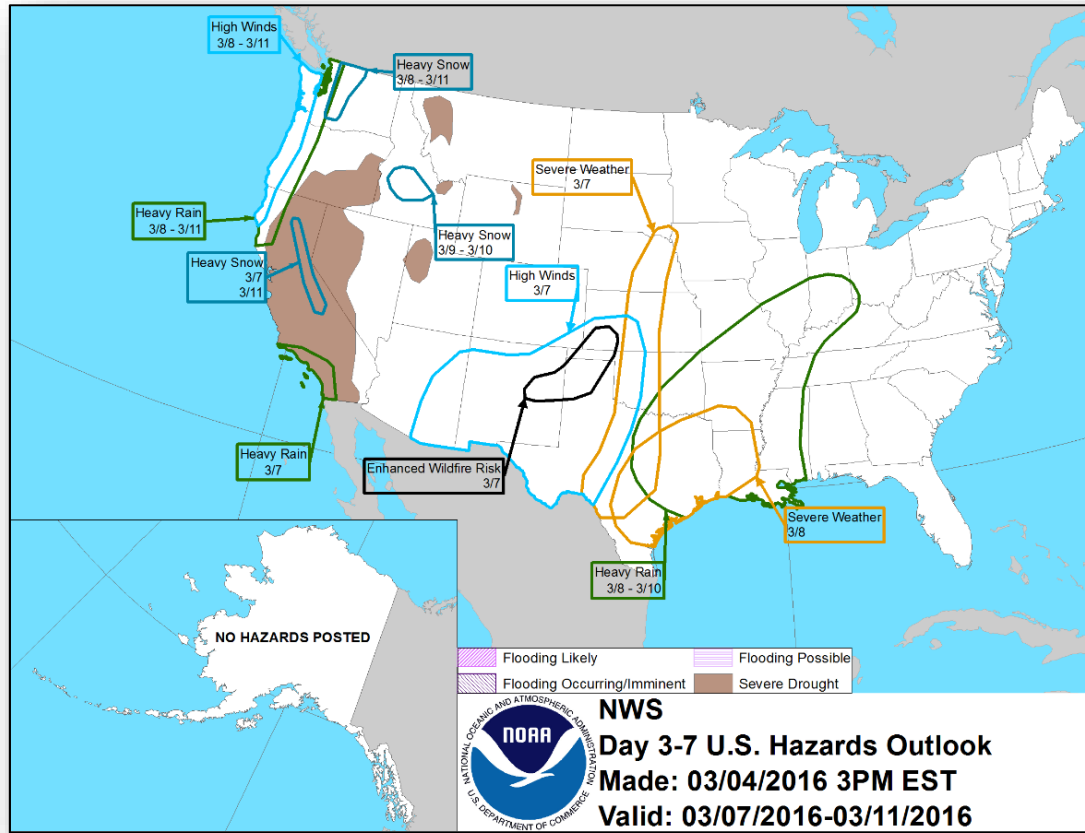 High Winds
3/8 - 3/11
Heavy Snow
3/8 - 3/11
Severe Weather
3/7
Heavy Rain
3/8 - 3/11
Heavy Snow
3/9 - 3/10
Heavy Snow
3/7
3/11
High Winds
3/7
Heavy Rain
3/7
Enhanced Wildfire Risk
3/7
Severe Weather
3/8
Heavy Rain
3/8 - 3/10
NO HAZARDS POSTED
Flooding Likely
Flooding Possible
Flooding Occurring/Imminent
Severe Drought
NATIONAL OCEANIC AND ATMOSPHERIC ADMINISTRATION
NOAA
U.S. DEPARTMENT OF COMMERCE
NWS
Day 3-7 U.S. Hazards Outlook
Made: 03/04/2016 3PM EST
Valid: 03/07/2016-03/11/2016